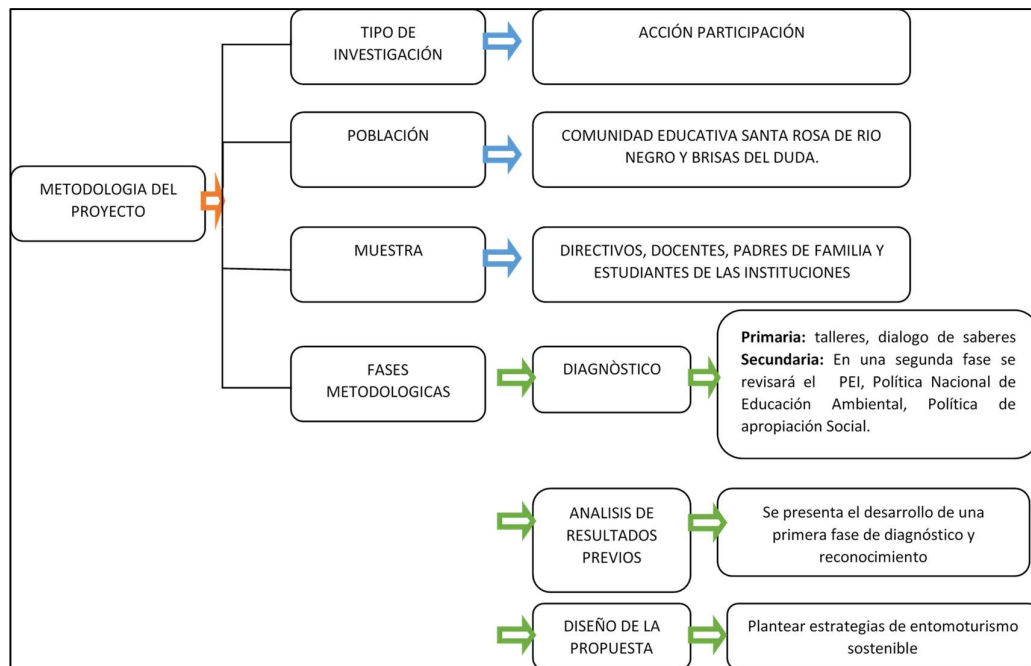 TIPO DE
INVESTIGACIÓN
ACCIÓN PARTICIPACIÓN
POBLACIÓN
COMUNIDAD EDUCATIVA SANTA ROSA DE RIO
NEGRO Y BRISAS DEL DUDA.
METODOLOGIA DEL
PROYECTO
MUESTRA
DIRECTIVOS, DOCENTES, PADRES DE FAMILIA Y
ESTUDIANTES DE LAS INSTITUCIONES
FASES
METODOLOGICAS
DIAGNÒSTICO
Primaria: talleres, dialogo de saberes
Secundaria: En una segunda fase se
revisará el PEI, Política Nacional de
Educación Ambiental, Política de
apropiación Social.
ANALISIS DE
RESULTADOS
PREVIOS
Se presenta el desarrollo de una
primera fase de diagnóstico y
reconocimiento
DISEÑO DE LA
PROPUESTA
Plantear estrategias de entomoturismo
sostenible